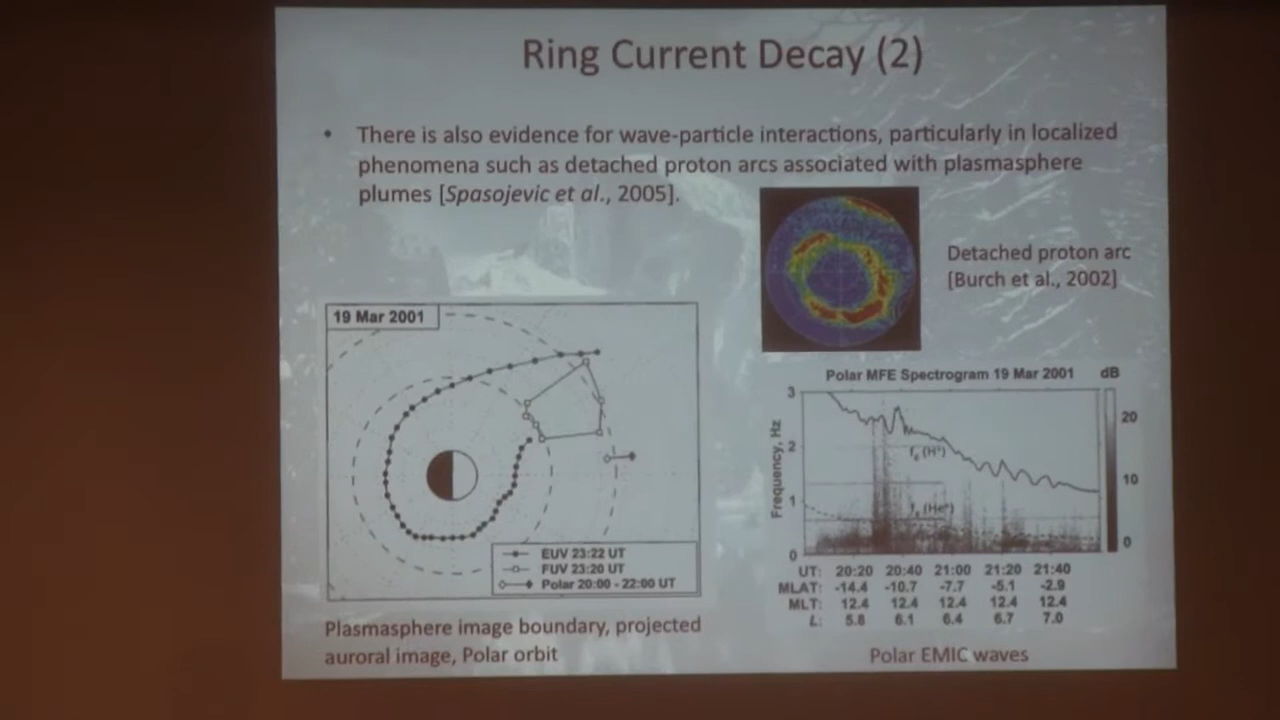 Ring Current Decay (2)
• There is also evidence for wave-particle interactions, particularly in localized
phenomena such as detached proton arcs associated with plasmasphere
plumes [Spasojevic et al., 2005].
Detached proton arc
[Burch et al., 2002]
19 Mar 2001
EUV 23:22 UT
FUV 23:20 UT
Polar 20:00 - 22:00 UT
Plasmasphere image boundary, projected
auroral image, Polar orbit
Polar MFE Spectrogram 19 Mar 2001 dB
3
2
1
0
Frequency, Hz
fc (H+)
fc (He+)
20
10
0
UT: 20:20 20:40 21:00 21:20 21:40
MLAT: -14.4 -10.7 -7.7 -5.1 -2.9
MLT: 12.4 12.4 12.4 12.4 12.4
L: 5.8 6.1 6.4 6.7 7.0
Polar EMIC waves